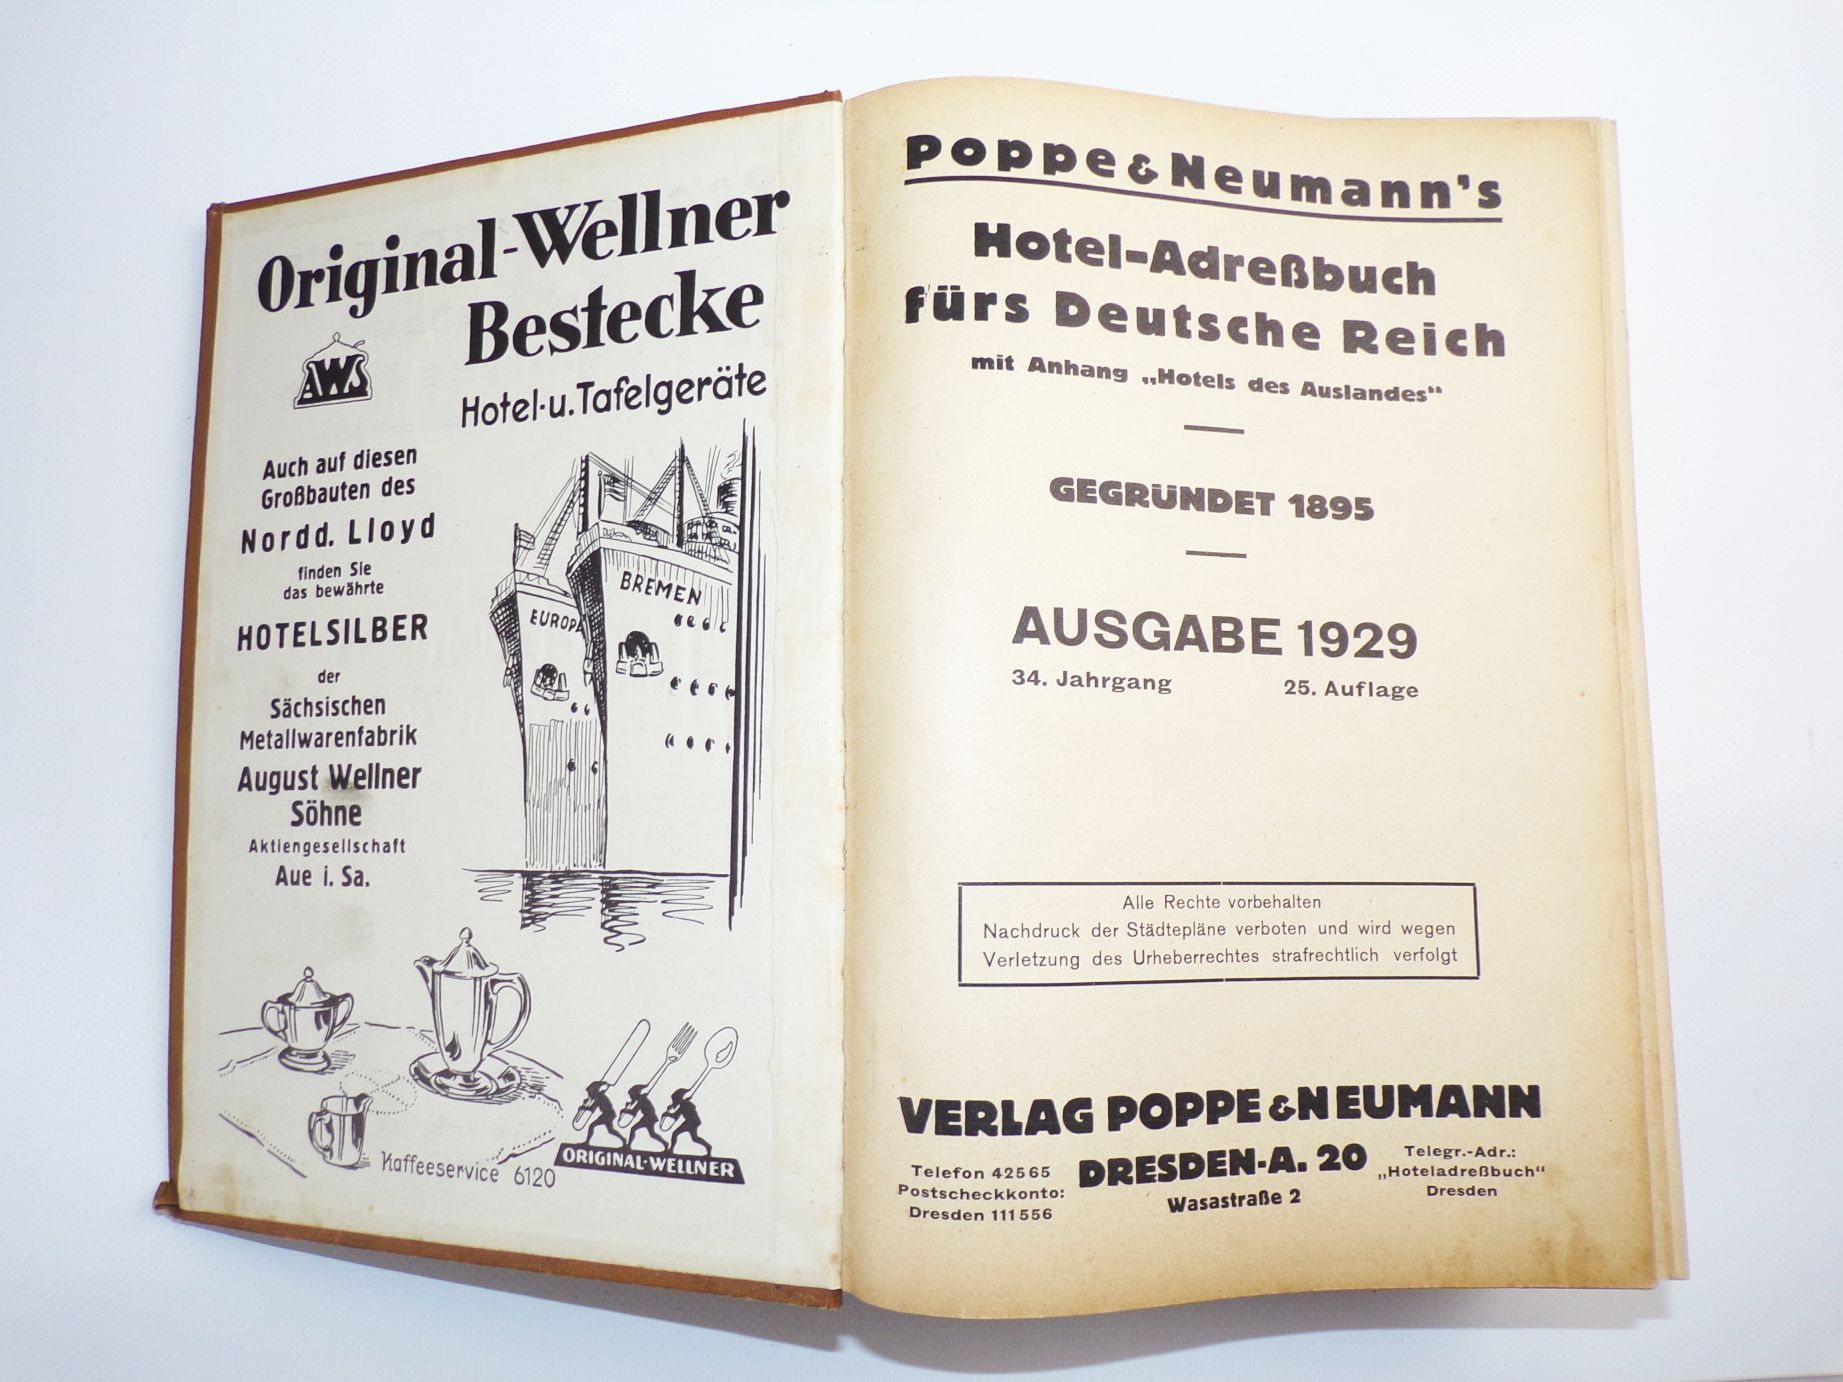 Original-Wellner
Bestecke
AWS
Hotel-u. Tafelgeräte
Auch auf diesen
Großbauten des
Nordd. Lloyd
finden Sie
das bewährte
HOTELSILBER
der
Sächsischen
Metallwarenfabrik
August Wellner
Söhne
Aktiengesellschaft
Aue i. Sa.
EUROPA
BREMEN
Kaffeeservice 6120
ORIGINAL-WELLNER
Poppe & Neumann's
Hotel-Adreßbuch
fürs Deutsche Reich
mit Anhang „Hotels des Auslandes“
GEGRÜNDET 1895
AUSGABE 1929
34. Jahrgang 25. Auflage
Alle Rechte vorbehalten
Nachdruck der Städtepläne verboten und wird wegen
Verletzung des Urheberrechtes strafrechtlich verfolgt
VERLAG POPPE & NEUMANN
DRESDEN-A. 20
Wasastraße 2
Telefon 42565
Postscheckkonto:
Dresden 111556
Telegr.-Adr.:
„Hoteladreßbuch“
Dresden